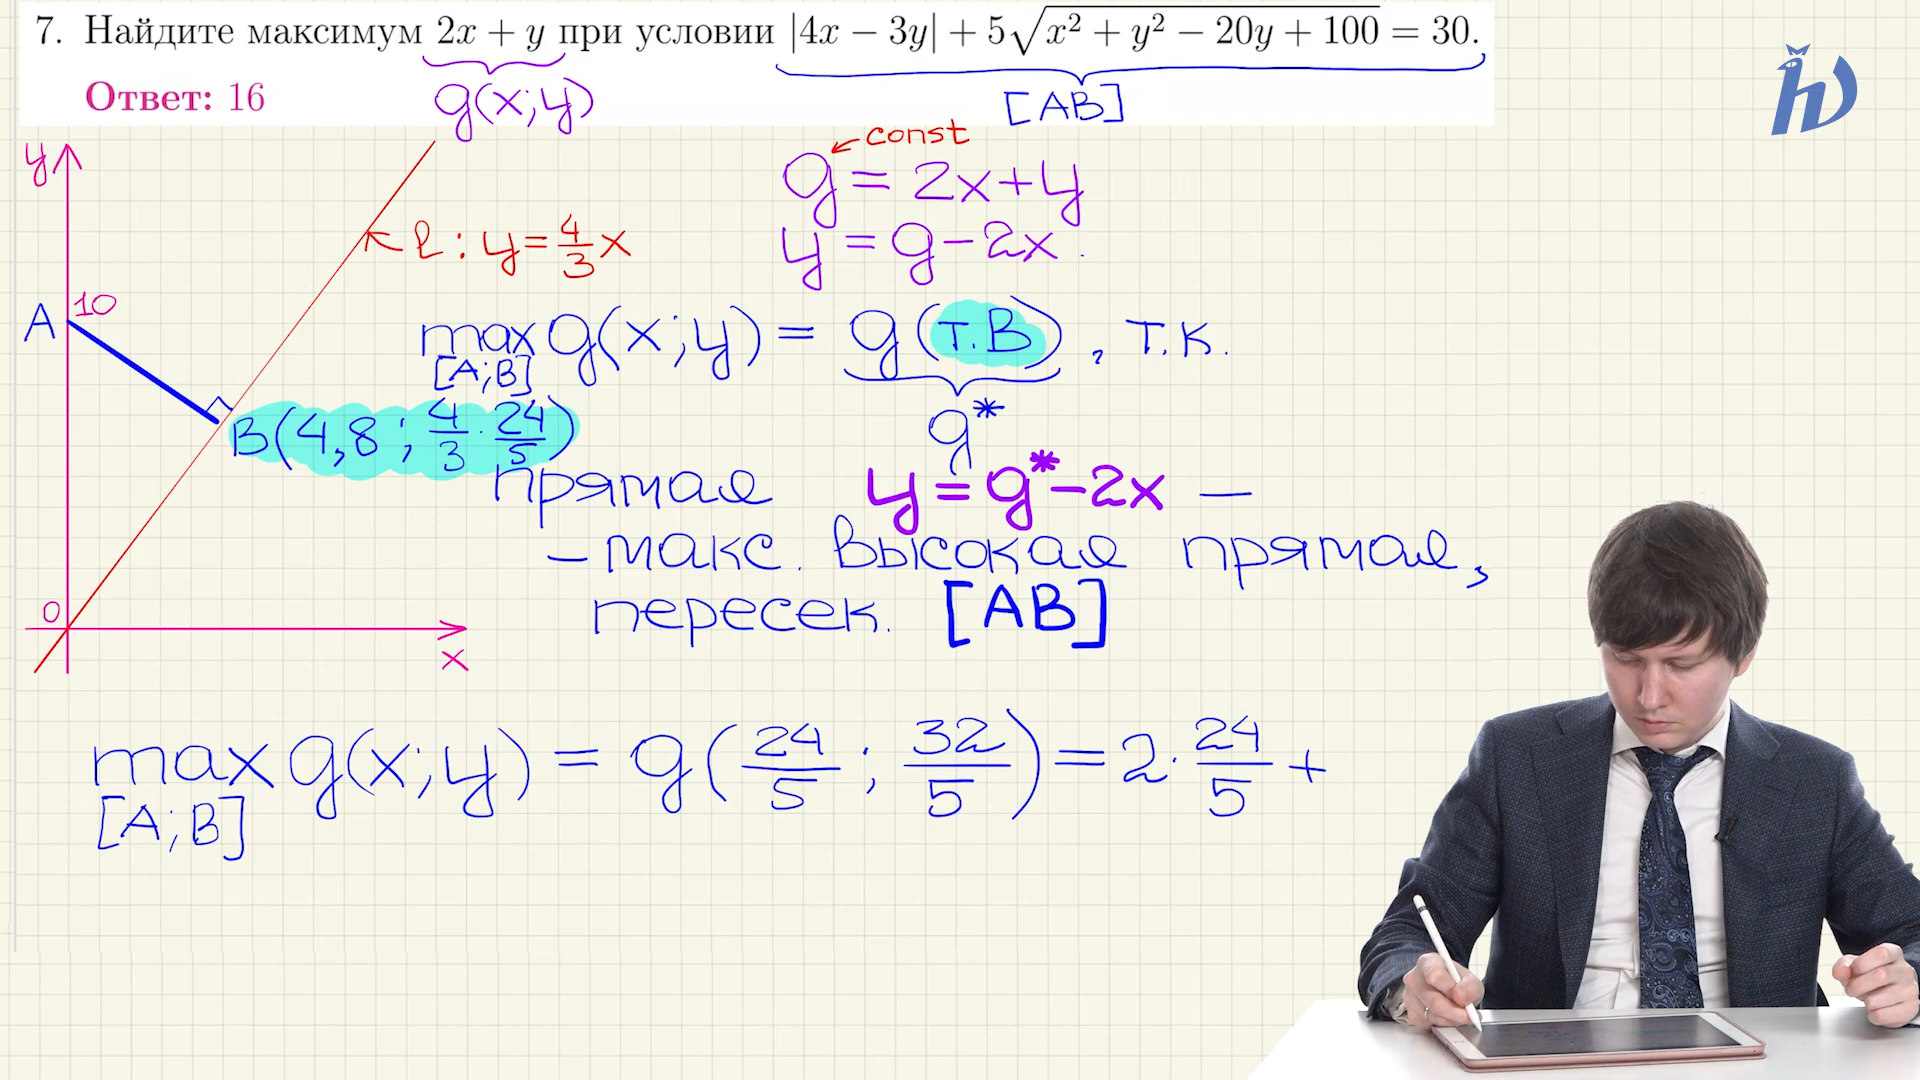 7. Найдите максимум 2x + y при условии |4x − 3y| + 5√(x² + y² − 20y + 100) = 30.
Ответ: 16
g(x;y)
[AB]
const
g = 2x+y
y = g−2x.
y
l: y = 4/3 x
A
10
max g(x;y) = g(т.B), т.к.
[A;B]
g*
B(4,8; 4/3 · 24/5)
прямая y = g*−2x —
— макс. высокая прямая,
пересек. [AB]
0
x
max g(x;y) = g(24/5; 32/5) = 2·24/5 +
[A;B]